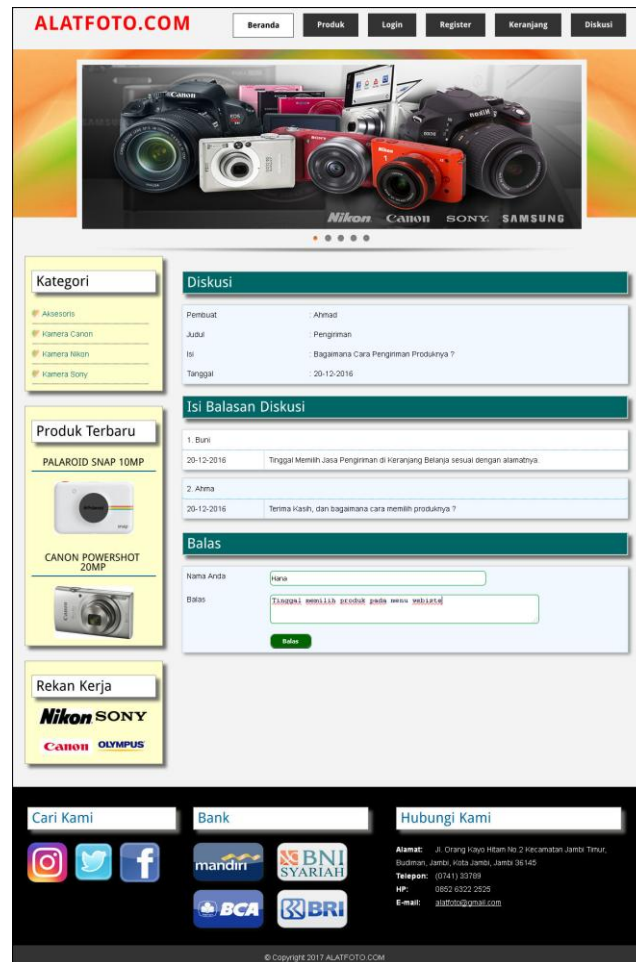 ALATFOTO.COM
Beranda Produk Login Register Keranjang Diskusi
Canon
SONY
Nikon
Nikon Canon SONY SAMSUNG
Kategori
Aksesoris
Kamera Canon
Kamera Nikon
Kamera Sony
Produk Terbaru
PALAROID SNAP 10MP
CANON POWERSHOT
20MP
Rekan Kerja
Nikon SONY
Canon OLYMPUS
Diskusi
Pembuat : Ahmad
Judul : Pengiriman
Isi : Bagaimana Cara Pengiriman Produknya ?
Tanggal : 20-12-2016
Isi Balasan Diskusi
1. Buni
20-12-2016 Tinggal Memilih Jasa Pengiriman di Keranjang Belanja sesuai dengan alamatnya.
2. Ahma
20-12-2016 Terima Kasih, dan bagaimana cara memilih produknya ?
Balas
Nama Anda Hana
Balas Tinggal memilih produk pada menu webiste
Balas
Cari Kami
Bank
mandiri BNI SYARIAH
BCA BRI
Hubungi Kami
Alamat: Jl. Orang Kayo Hitam No.2 Kecamatan Jambi Timur,
Budiman, Jambi, Kota Jambi, Jambi 36145
Telepon: (0741) 33789
HP: 0852 6322 2525
E-mail: alatfoto@gmail.com
© Copyright 2017 ALATFOTO.COM